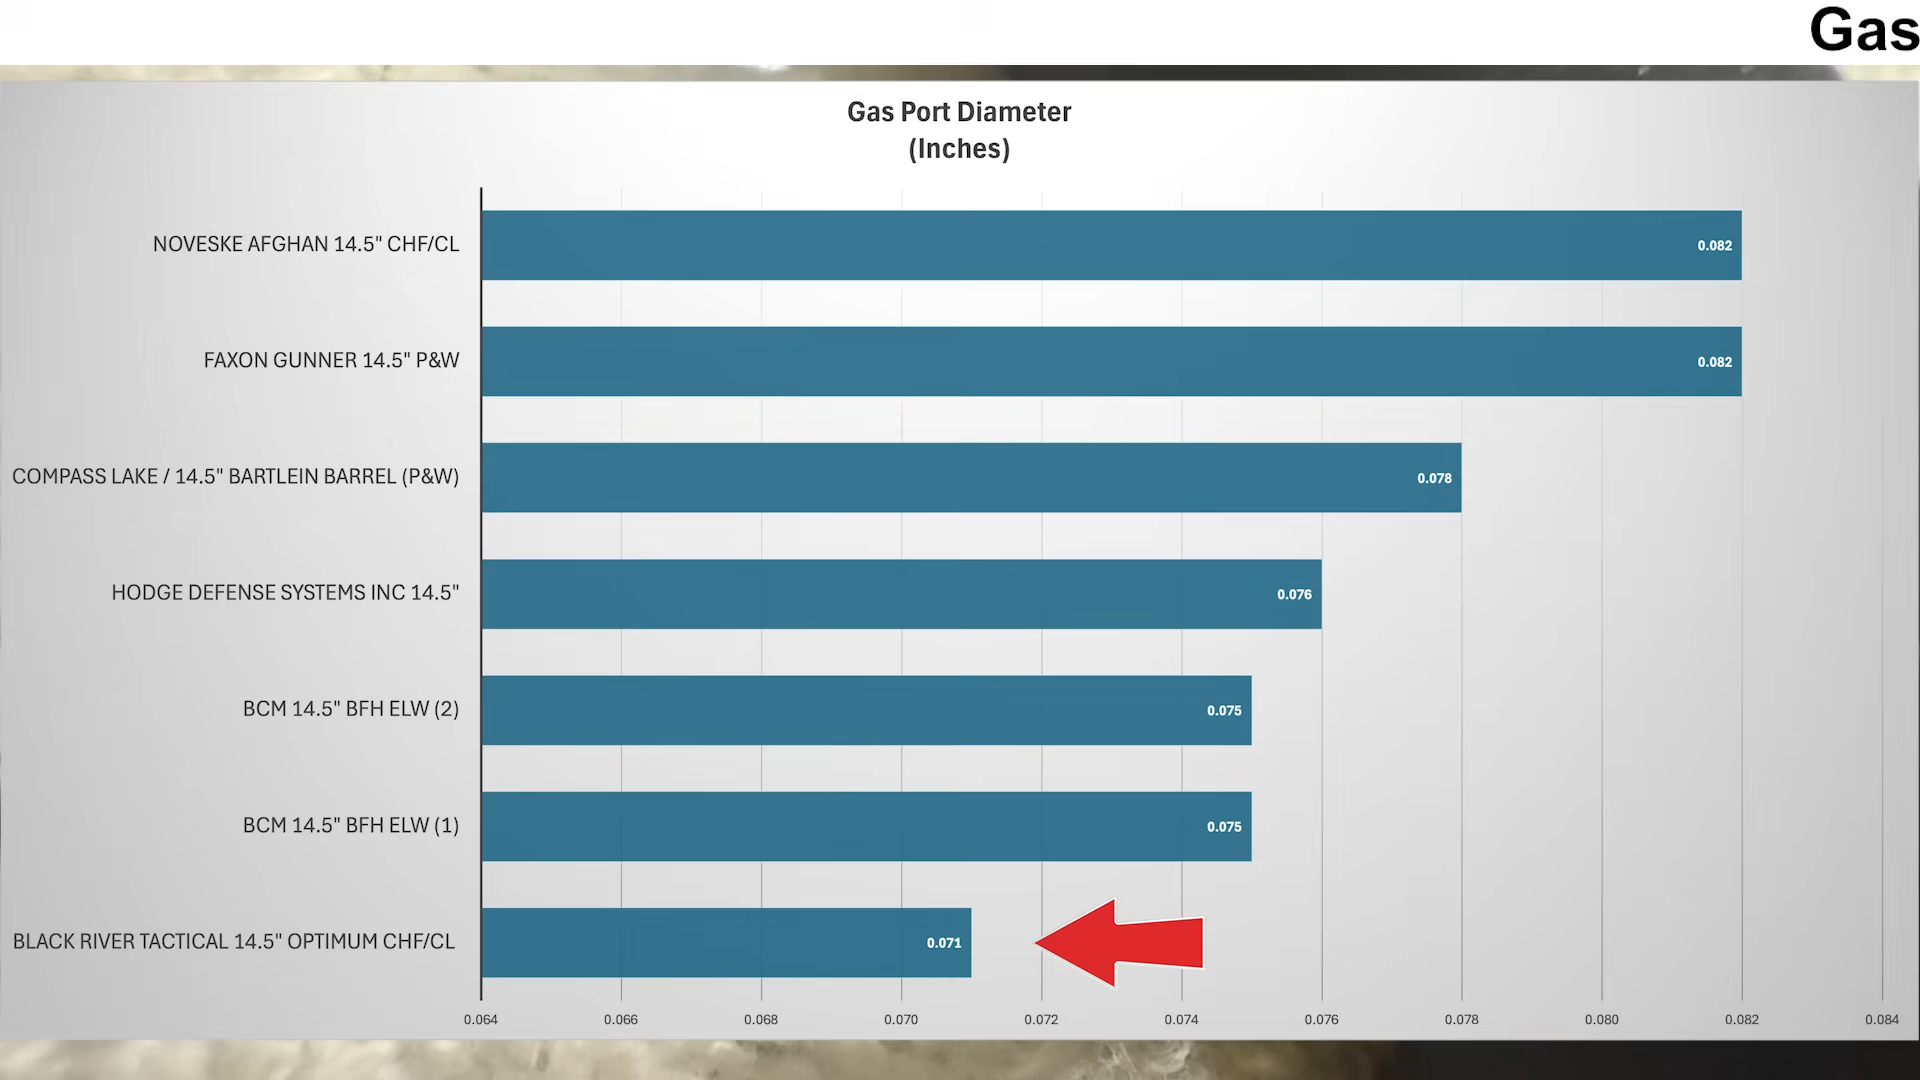 Gas
Gas Port Diameter
(Inches)
NOVESKE AFGHAN 14.5" CHF/CL
0.082
FAXON GUNNER 14.5" P&W
0.082
COMPASS LAKE / 14.5" BARTLEIN BARREL (P&W)
0.078
HODGE DEFENSE SYSTEMS INC 14.5"
0.076
BCM 14.5" BFH ELW (2)
0.075
BCM 14.5" BFH ELW (1)
0.075
BLACK RIVER TACTICAL 14.5" OPTIMUM CHF/CL
0.071
0.064 0.066 0.068 0.070 0.072 0.074 0.076 0.078 0.080 0.082 0.084